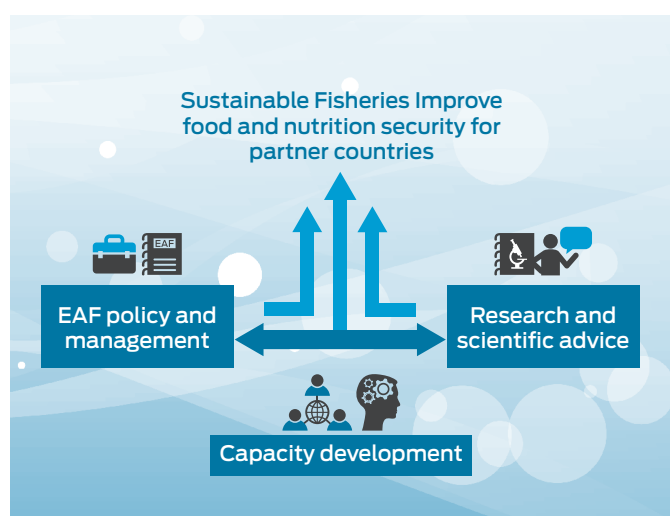 Sustainable Fisheries Improve
food and nutrition security for
partner countries
EAF
EAF policy and
management
Research and
scientific advice
Capacity development